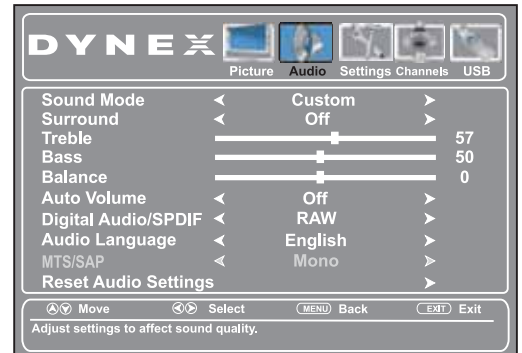 DYNEX
Picture Audio Settings Channels USB
Sound Mode Custom
Surround Off
Treble 57
Bass 50
Balance 0
Auto Volume Off
Digital Audio/SPDIF RAW
Audio Language English
MTS/SAP Mono
Reset Audio Settings
Move Select MENU Back EXIT Exit
Adjust settings to affect sound quality.